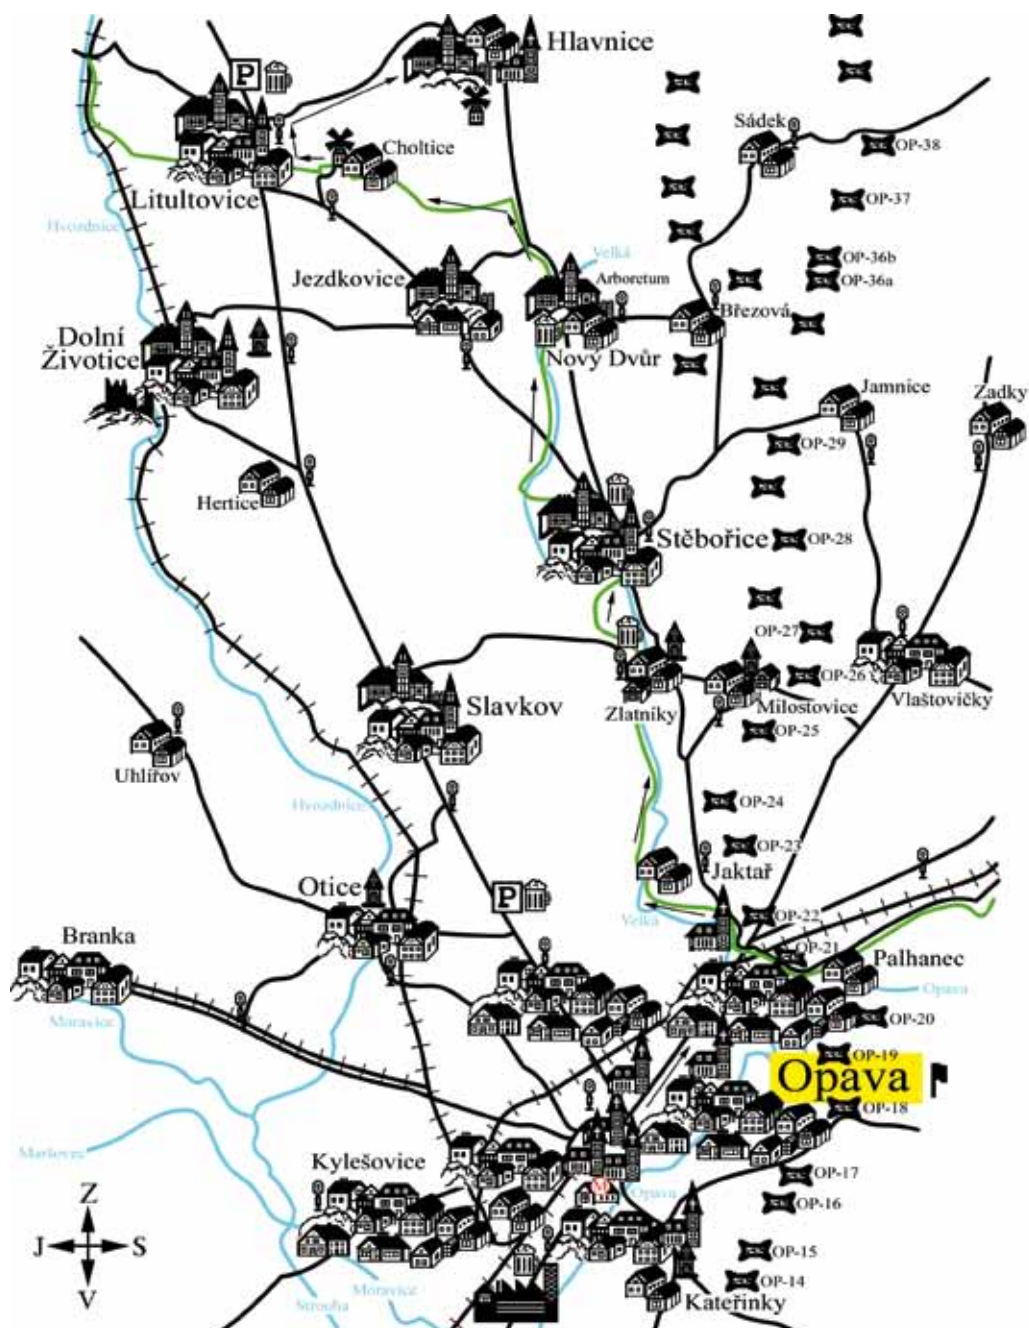 P
Hlavnice
Sádek
OP-38
Choltice
Litultovice
OP-37
Hvozdnice
Velká
OP-36b
Jezdkovice
Arboretum
OP-36a
Březová
Dolní
Životice
Nový Dvůr
Jamnice
Zadky
OP-29
Hertice
Stěbořice
OP-28
OP-27
OP-26
Slavkov
Zlatníky
Milostovice
Vlaštovičky
OP-25
Uhlířov
Hvozdnice
OP-24
OP-23
Jaktař
Otice
P
Velká
OP-22
Branka
OP-21
Palhanec
Opava
Moravice
OP-20
OP-19
Opava
OP-18
Kylešovice
OP-17
M
Opava
OP-16
Z
J S
V
OP-15
OP-14
Moravice
Kateřinky